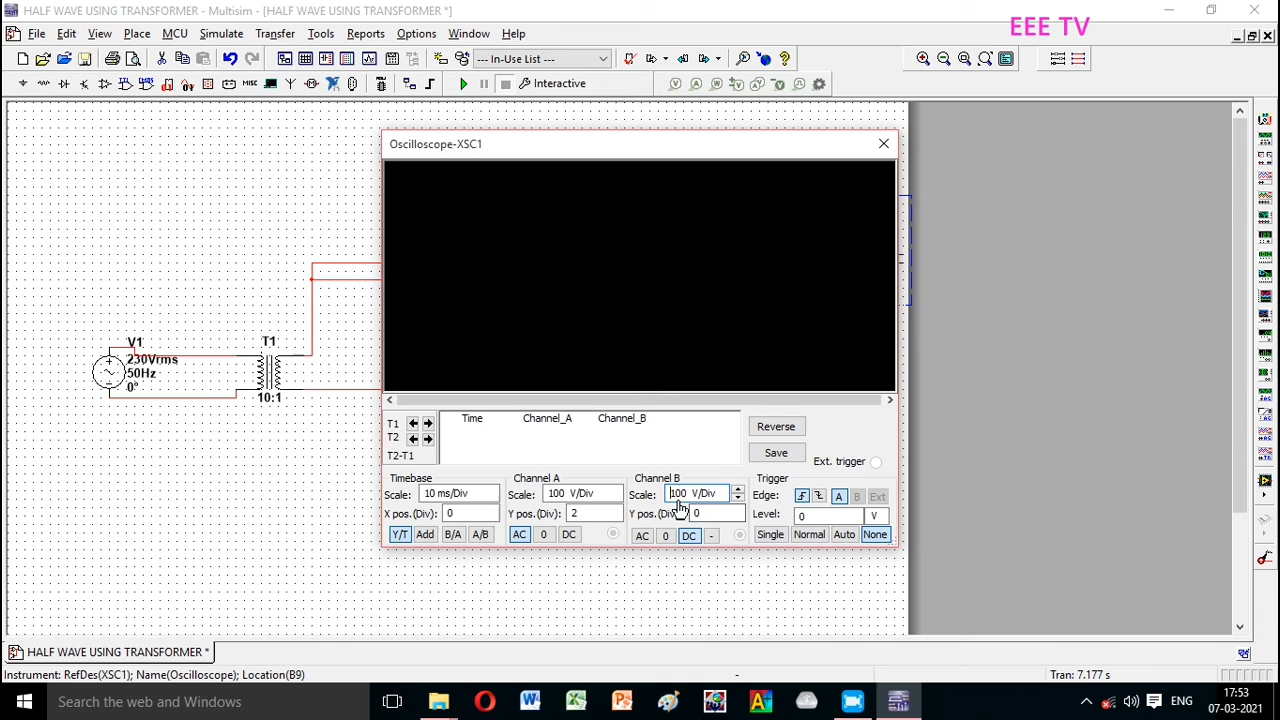 HALF WAVE USING TRANSFORMER - Multisim - [HALF WAVE USING TRANSFORMER *]
EEE TV
File Edit View Place MCU Simulate Transfer Tools Reports Options Window Help
--- In-Use List ---
MISC
Interactive
Oscilloscope-XSC1
V1
230Vrms
50Hz
0°
T1
10:1
Time Channel_A Channel_B
T1
T2
T2-T1
Reverse
Save
Ext. trigger
Timebase
Scale: 10 ms/Div
X pos.(Div): 0
Y/T Add B/A A/B
Channel A
Scale: 100 V/Div
Y pos.(Div): 2
AC 0 DC
Channel B
Scale: 100 V/Div
Y pos.(Div 0
AC 0 DC -
Trigger
Edge: A B Ext
Level: 0 V
Single Normal Auto None
HALF WAVE USING TRANSFORMER *
Instrument: RefDes(XSC1); Name(Oscilloscope); Location(B9)
-
Tran: 7.177 s
Search the web and Windows
ENG
17:53
07-03-2021